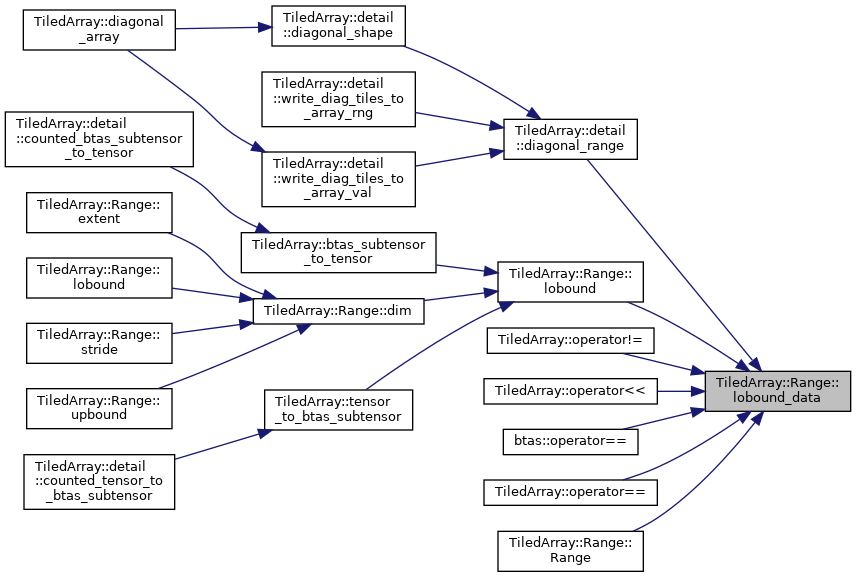 TiledArray::diagonal
_array
TiledArray::detail
::diagonal_shape
TiledArray::detail
::write_diag_tiles_to
_array_rng
TiledArray::detail
::counted_btas_subtensor
_to_tensor
TiledArray::detail
::diagonal_range
TiledArray::detail
::write_diag_tiles_to
_array_val
TiledArray::Range::
extent
TiledArray::btas_subtensor
_to_tensor
TiledArray::Range::
lobound
TiledArray::Range::
lobound
TiledArray::Range::dim
TiledArray::Range::
stride
TiledArray::operator!=
TiledArray::Range::
upbound
TiledArray::tensor
_to_btas_subtensor
TiledArray::operator<<
TiledArray::Range::
lobound_data
btas::operator==
TiledArray::detail
::counted_tensor_to
_btas_subtensor
TiledArray::operator==
TiledArray::Range::
Range